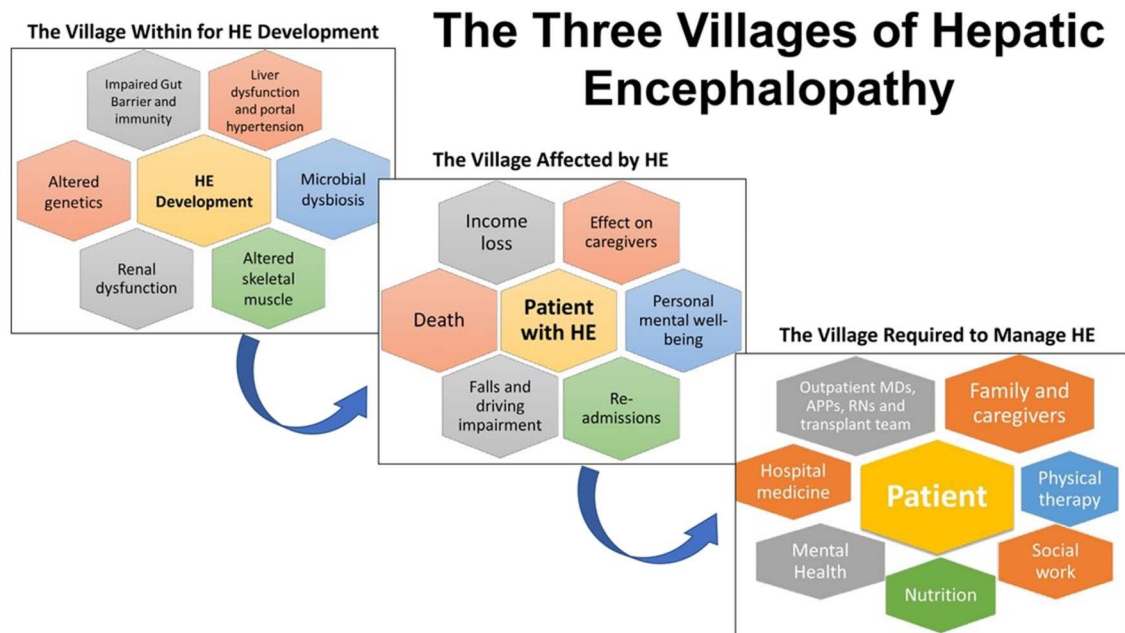 The Three Villages of Hepatic
Encephalopathy
The Village Within for HE Development
Impaired Gut
Barrier and
immunity
Liver
dysfunction
and portal
hypertension
Altered
genetics
HE
Development
Microbial
dysbiosis
Renal
dysfunction
Altered
skeletal
muscle
The Village Affected by HE
Income
loss
Effect on
caregivers
Death
Patient
with HE
Personal
mental well-
being
Falls and
driving
impairment
Re-
admissions
The Village Required to Manage HE
Outpatient MDs,
APPs, RNs and
transplant team
Family and
caregivers
Hospital
medicine
Patient
Physical
therapy
Mental
Health
Nutrition
Social
work